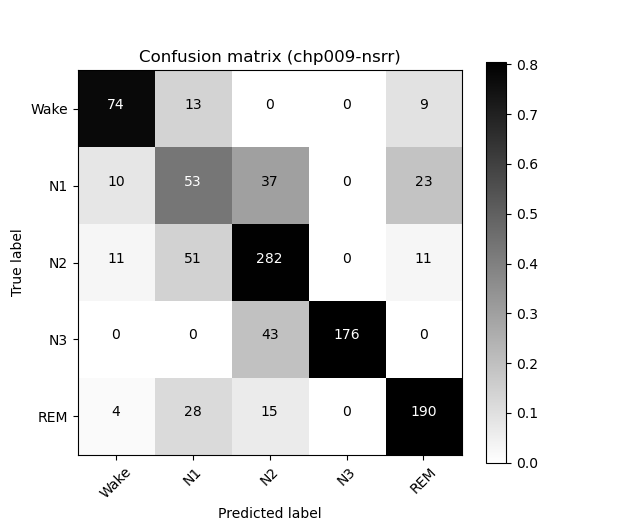 Confusion matrix (chp009-nsrr)
True label
Wake 74 13 0 0 9
N1 10 53 37 0 23
N2 11 51 282 0 11
N3 0 0 43 176 0
REM 4 28 15 0 190
Wake N1 N2 N3 REM
Predicted label
0.8
0.7
0.6
0.5
0.4
0.3
0.2
0.1
0.0